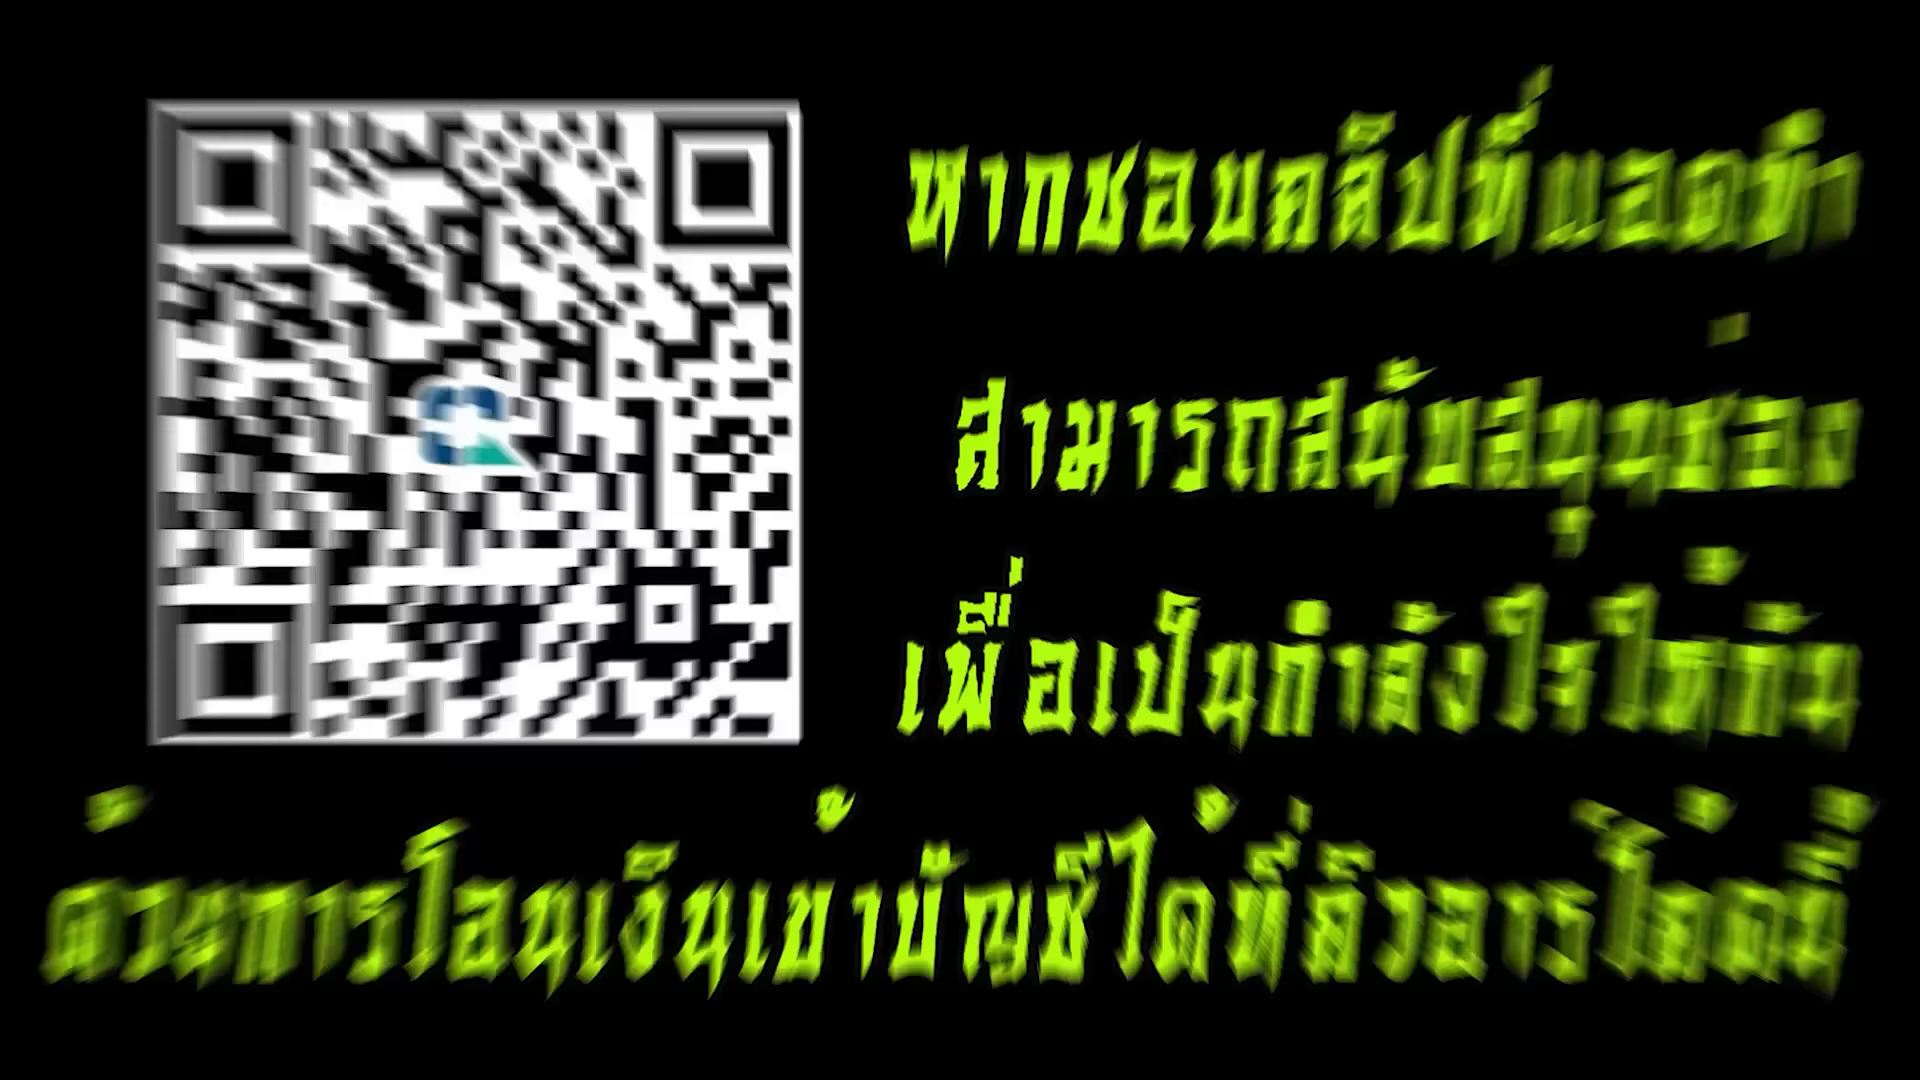 หากชอบคลิปที่แอดทำ
สามารถสนับสนุนช่อง
เพื่อเป็นกำลังใจให้กัน
ด้วยการโอนเงินเข้าบัญชีได้ที่คิวอาร์โค้ดนี้